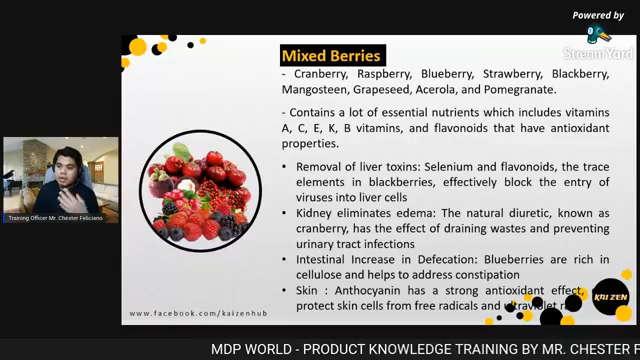 Powered by
StreamYard
Mixed Berries
- Cranberry, Raspberry, Blueberry, Strawberry, Blackberry,
Mangosteen, Grapeseed, Acerola, and Pomegranate.
- Contains a lot of essential nutrients which includes vitamins
A, C, E, K, B vitamins, and flavonoids that have antioxidant
properties.
• Removal of liver toxins: Selenium and flavonoids, the trace
elements in blackberries, effectively block the entry of
viruses into liver cells
• Kidney eliminates edema: The natural diuretic, known as
cranberry, has the effect of draining wastes and preventing
urinary tract infections
• Intestinal Increase in Defecation: Blueberries are rich in
cellulose and helps to address constipation
• Skin : Anthocyanin has a strong antioxidant effect,
protect skin cells from free radicals and ultraviolet
KAIZEN
Training Officer Mr. Chester Feliciano
www.facebook.com/kaizenhub
MDP WORLD - PRODUCT KNOWLEDGE TRAINING BY MR. CHESTER F